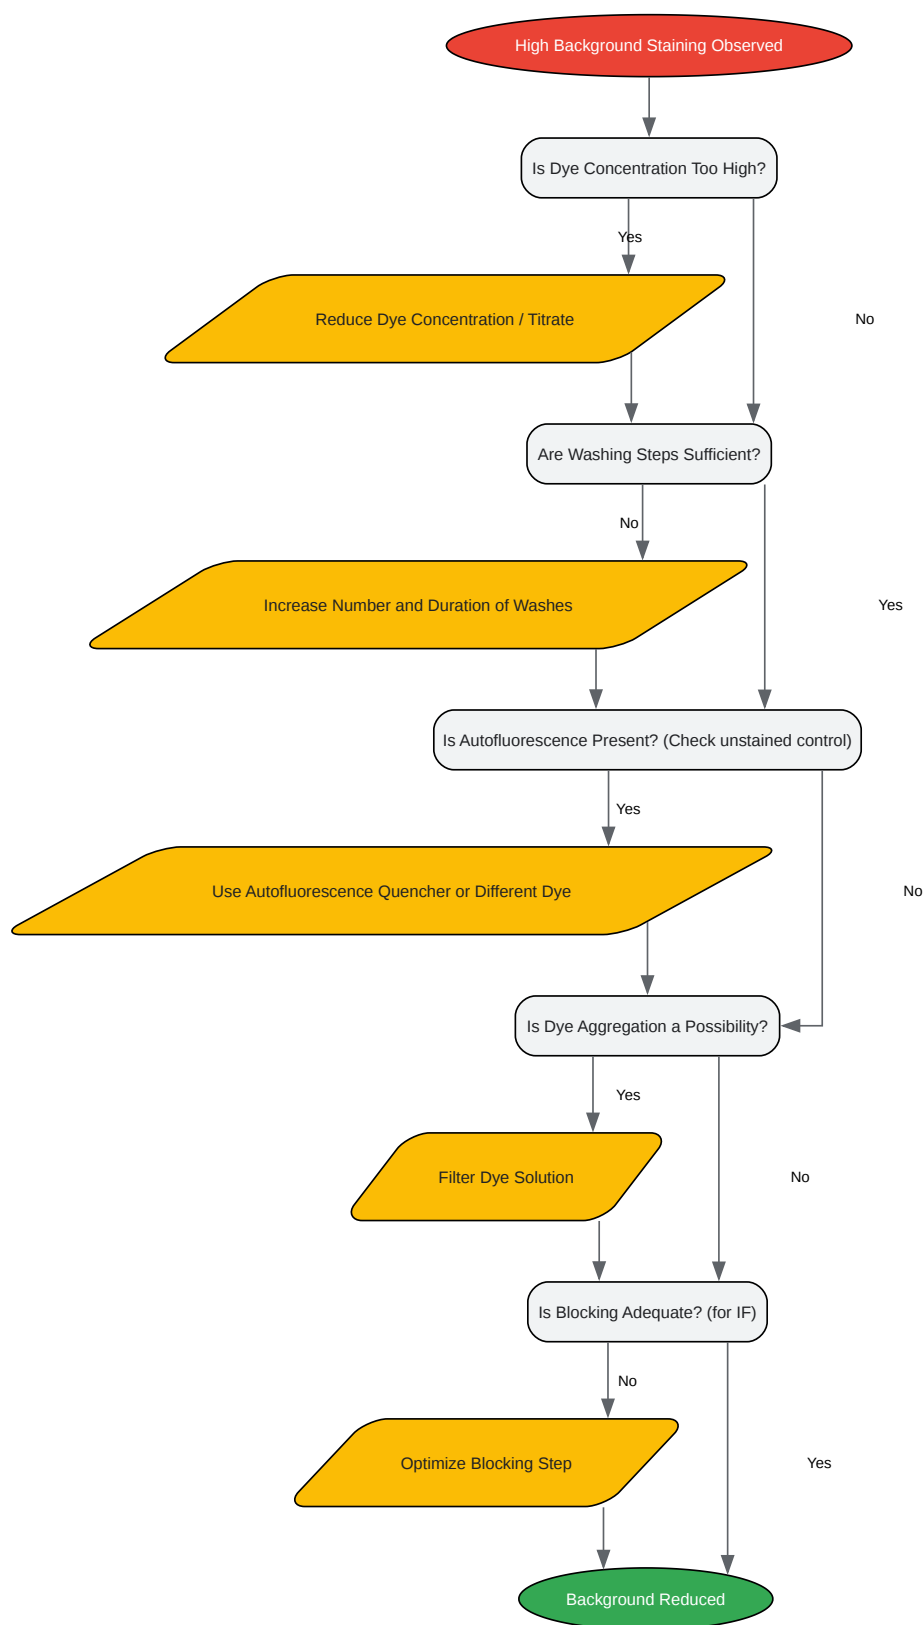 High Background Staining Observed
Is Dye Concentration Too High?
Yes
Reduce Dye Concentration / Titrate
No
Are Washing Steps Sufficient?
No
Increase Number and Duration of Washes
Yes
Is Autofluorescence Present? (Check unstained control)
Yes
Use Autofluorescence Quencher or Different Dye
No
Is Dye Aggregation a Possibility?
Yes
Filter Dye Solution
No
Is Blocking Adequate? (for IF)
No
Optimize Blocking Step
Yes
Background Reduced